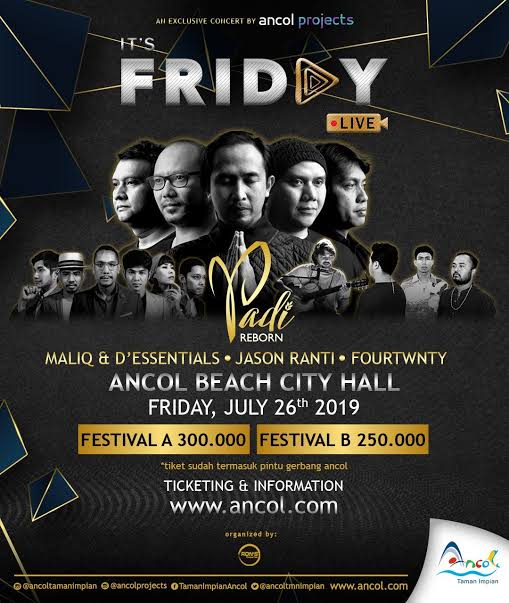 AN EXCLUSIVE CONCERT BY ancol projects
IT'S
FRIDAY
LIVE
Padi
REBORN
MALIQ & D'ESSENTIALS • JASON RANTI • FOURTWNTY
ANCOL BEACH CITY HALL
FRIDAY, JULY 26th 2019
FESTIVAL A 300.000 FESTIVAL B 250.000
*tiket sudah termasuk pintu gerbang ancol
TICKETING & INFORMATION
www.ancol.com
organized by:
Ancol
Taman Impian
@ancoltamanimpian @ancolprojects TamanImpianAncol @ancoltmnimpian www.ancol.com